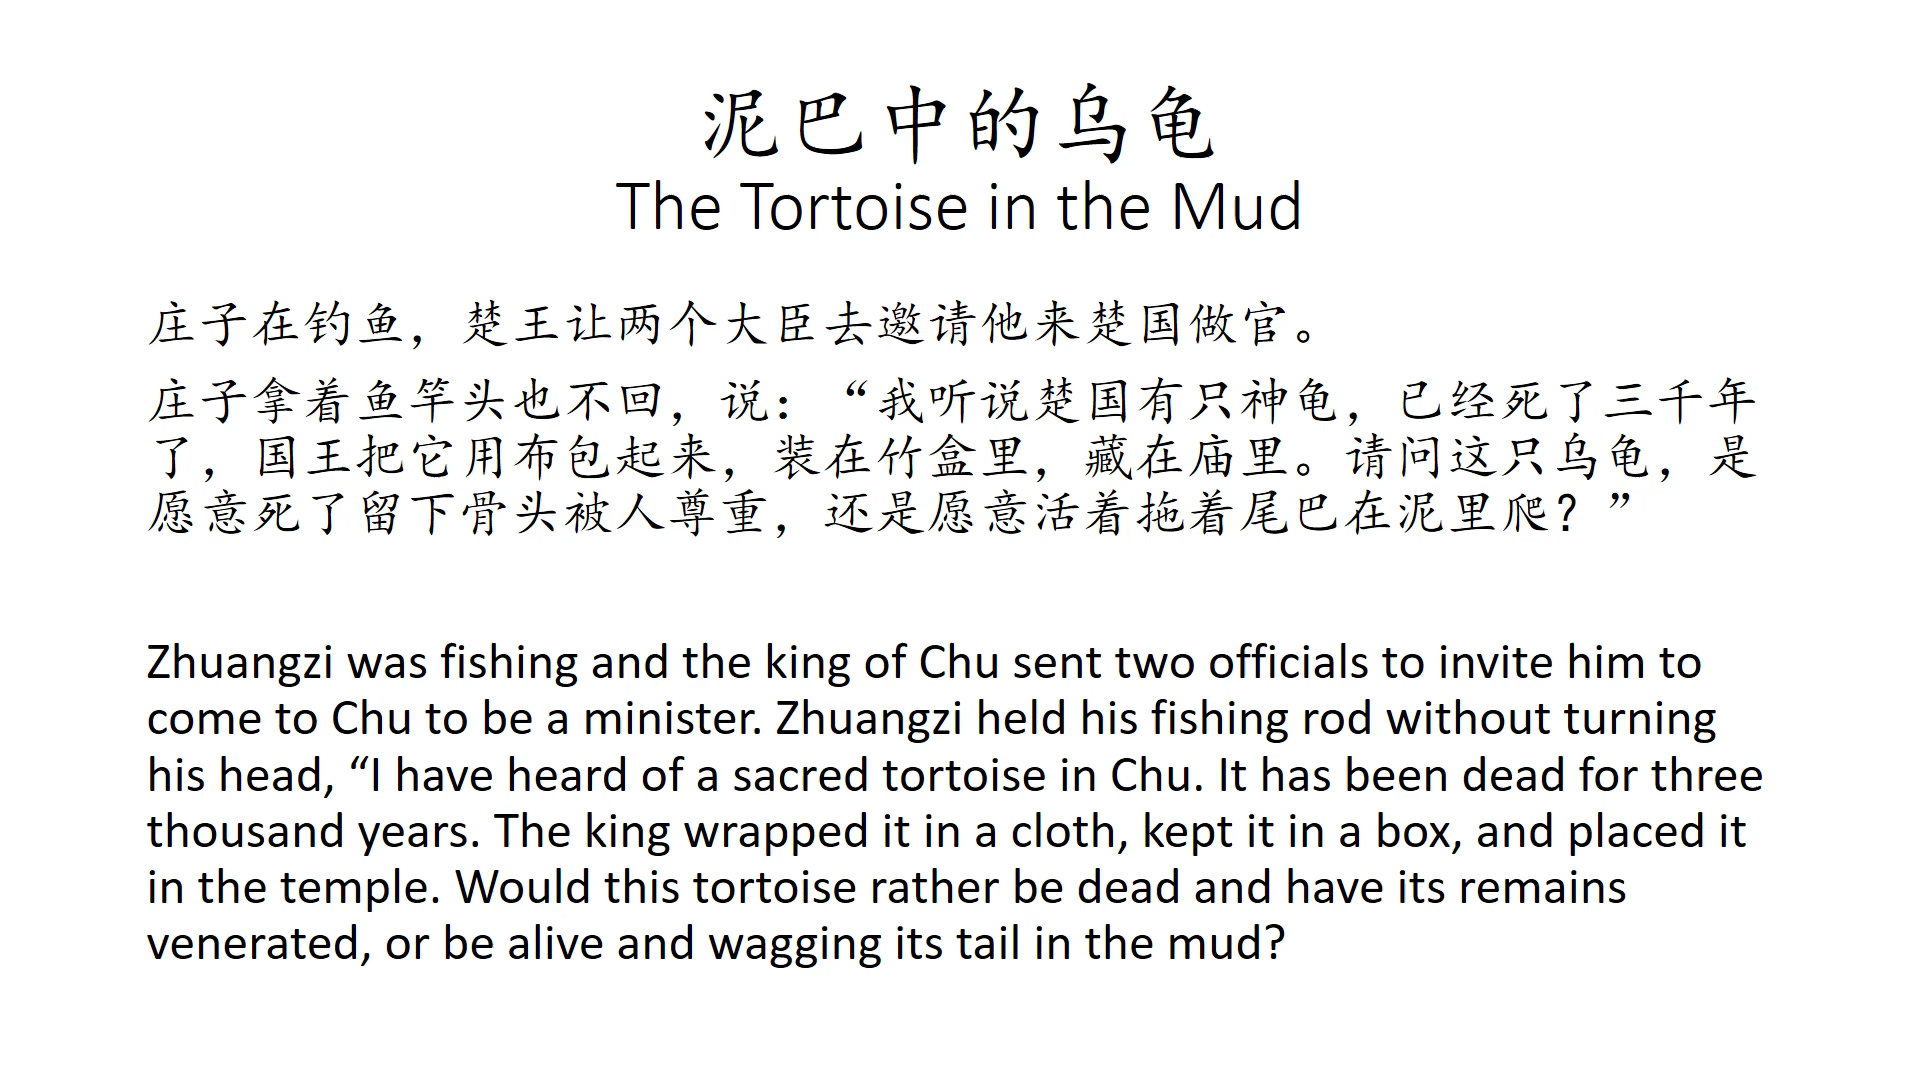 泥巴中的乌龟
The Tortoise in the Mud
庄子在钓鱼，楚王让两个大臣去邀请他来楚国做官。
庄子拿着鱼竿头也不回，说：“我听说楚国有只神龟，已经死了三千年
了，国王把它用布包起来，装在竹盒里，藏在庙里。请问这只乌龟，是
愿意死了留下骨头被人尊重，还是愿意活着拖着尾巴在泥里爬？”
Zhuangzi was fishing and the king of Chu sent two officials to invite him to
come to Chu to be a minister. Zhuangzi held his fishing rod without turning
his head, “I have heard of a sacred tortoise in Chu. It has been dead for three
thousand years. The king wrapped it in a cloth, kept it in a box, and placed it
in the temple. Would this tortoise rather be dead and have its remains
venerated, or be alive and wagging its tail in the mud?